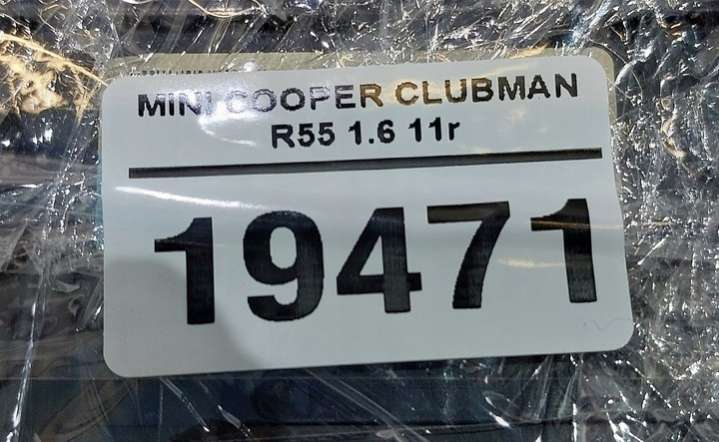 MINI COOPER CLUBMAN
R55 1.6 11r
19471